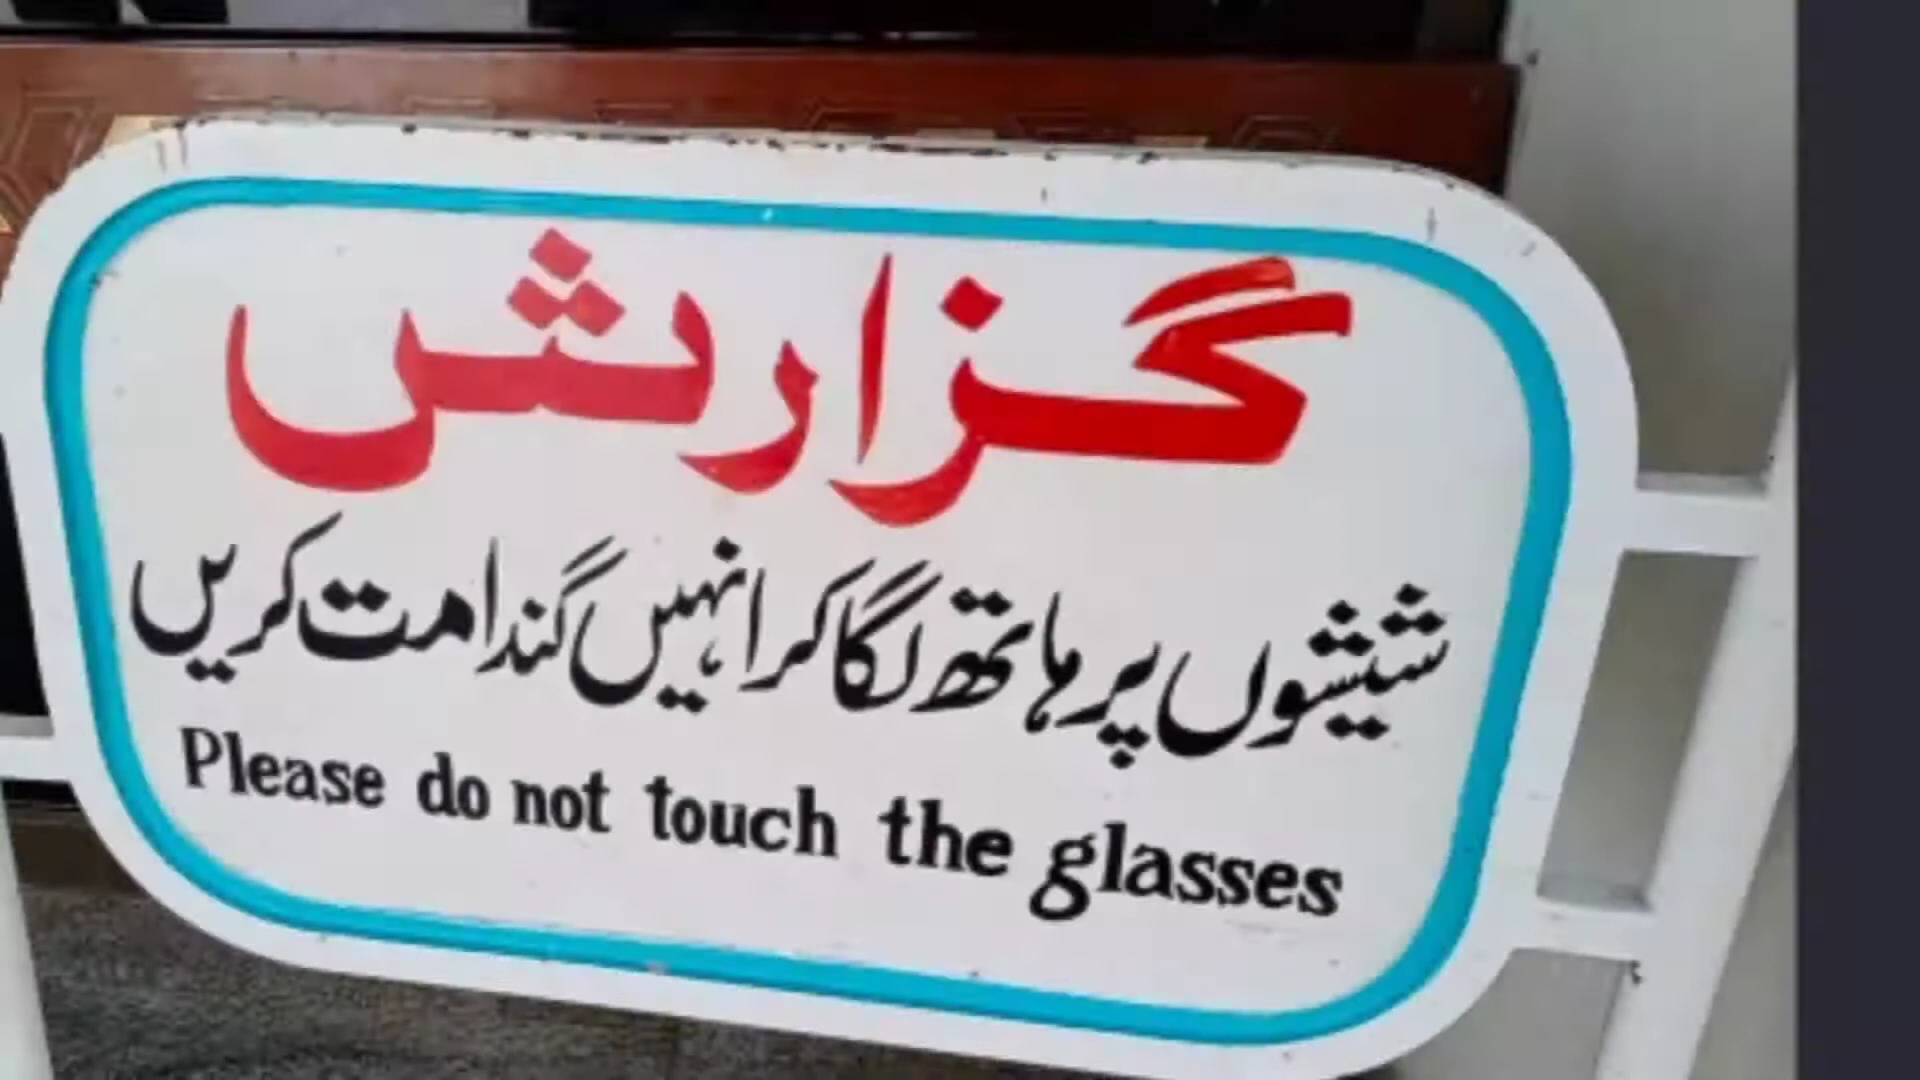 گزارش
شیشوں پر ہاتھ لگا کر انہیں گندا مت کریں
Please do not touch the glasses